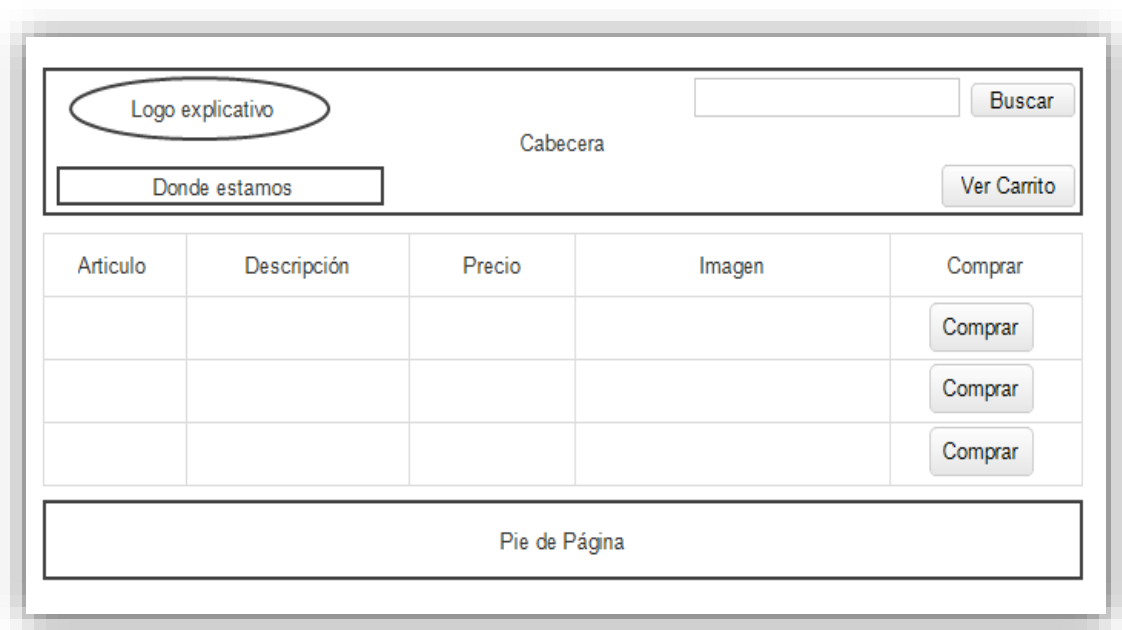 Logo explicativo
Buscar
Cabecera
Donde estamos
Ver Carrito
Articulo Descripción Precio Imagen Comprar
Comprar
Comprar
Comprar
Pie de Página